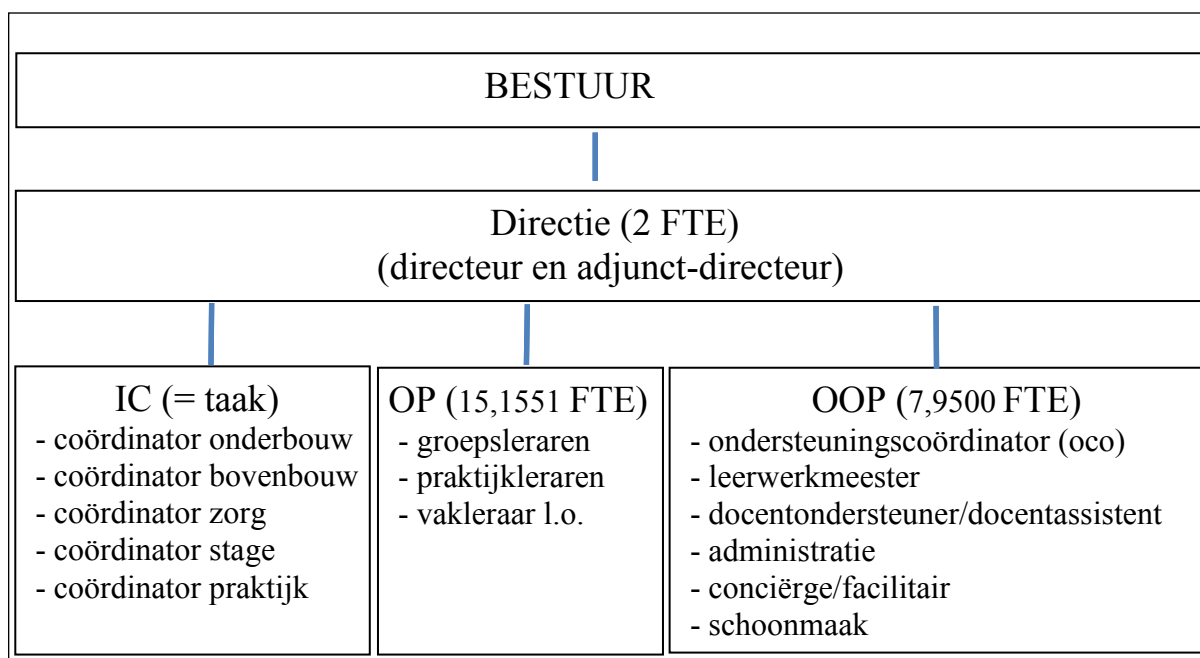 BESTUUR
Directie (2 FTE)
(directeur en adjunct-directeur)
IC (= taak)
- coördinator onderbouw
- coördinator bovenbouw
- coördinator zorg
- coördinator stage
- coördinator praktijk
OP (15,1551 FTE)
- groepsleraren
- praktijkleraren
- vakleraar l.o.
OOP (7,9500 FTE)
- ondersteuningscoördinator (oco)
- leerwerkmeester
- docentondersteuner/docentassistent
- administratie
- conciërge/facilitair
- schoonmaak